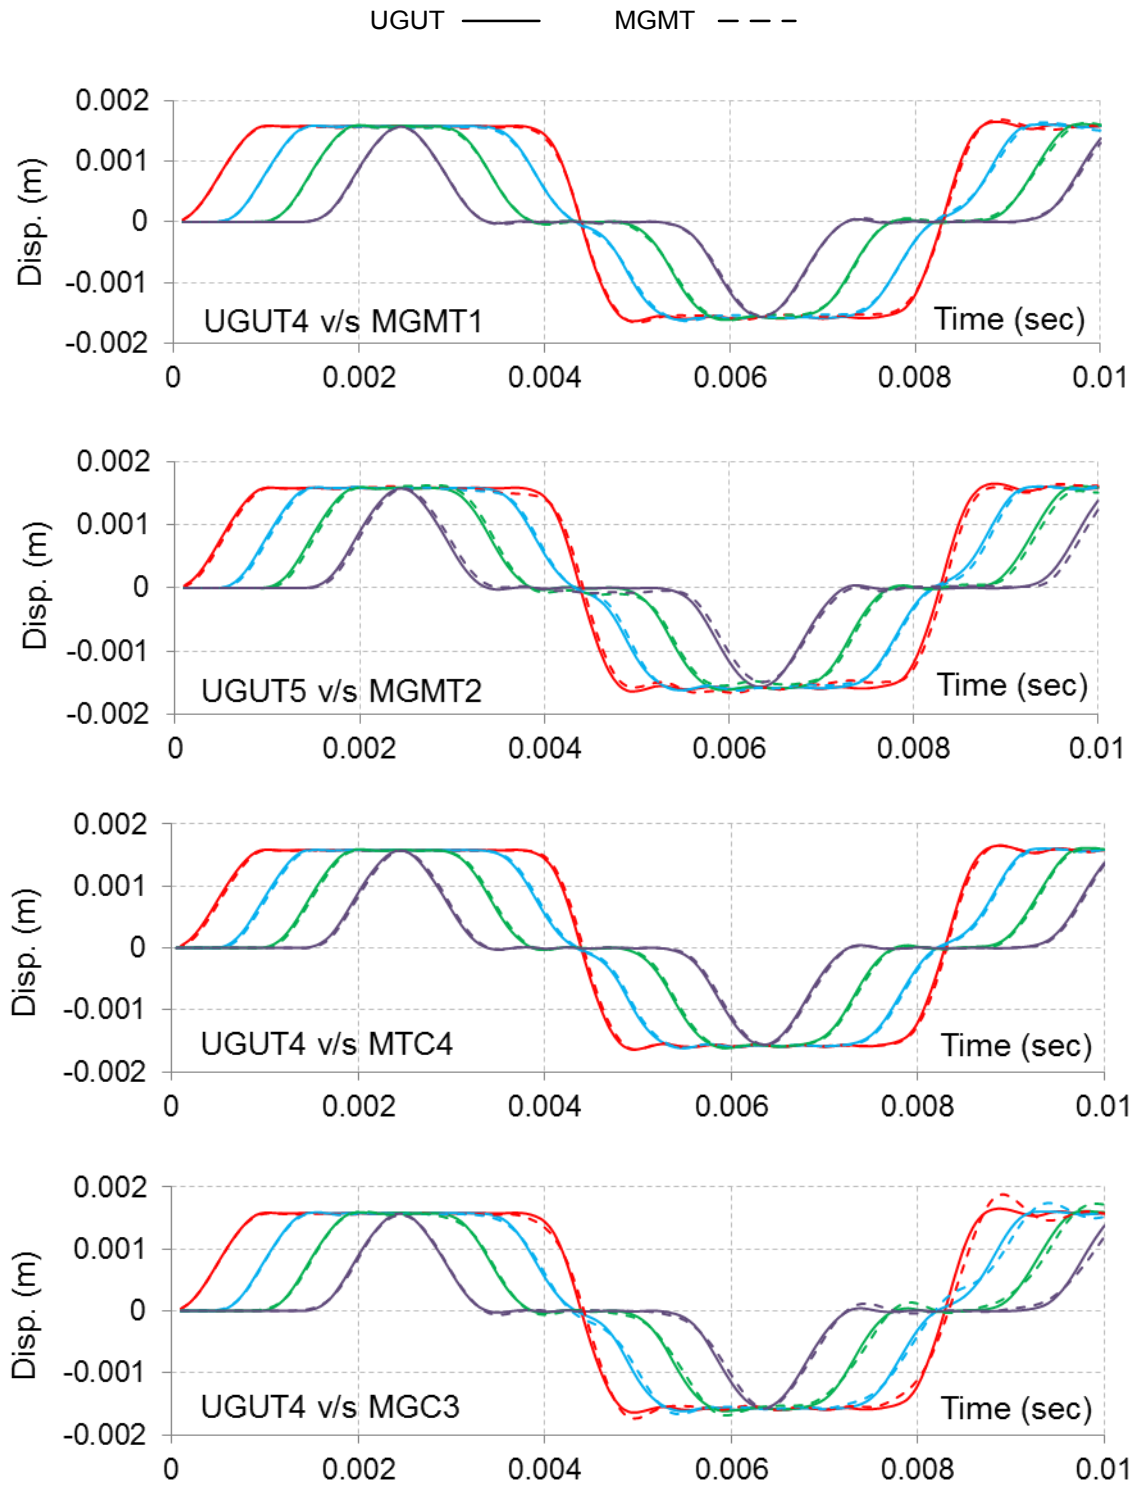 UGUT MGMT
0.002
0.001
0
-0.001
-0.002
Disp. (m)
UGUT4 v/s MGMT1
Time (sec)
0 0.002 0.004 0.006 0.008 0.01
0.002
0.001
0
-0.001
-0.002
Disp. (m)
UGUT5 v/s MGMT2
Time (sec)
0 0.002 0.004 0.006 0.008 0.01
0.002
0.001
0
-0.001
-0.002
Disp. (m)
UGUT4 v/s MTC4
Time (sec)
0 0.002 0.004 0.006 0.008 0.01
0.002
0.001
0
-0.001
-0.002
Disp. (m)
UGUT4 v/s MGC3
Time (sec)
0 0.002 0.004 0.006 0.008 0.01